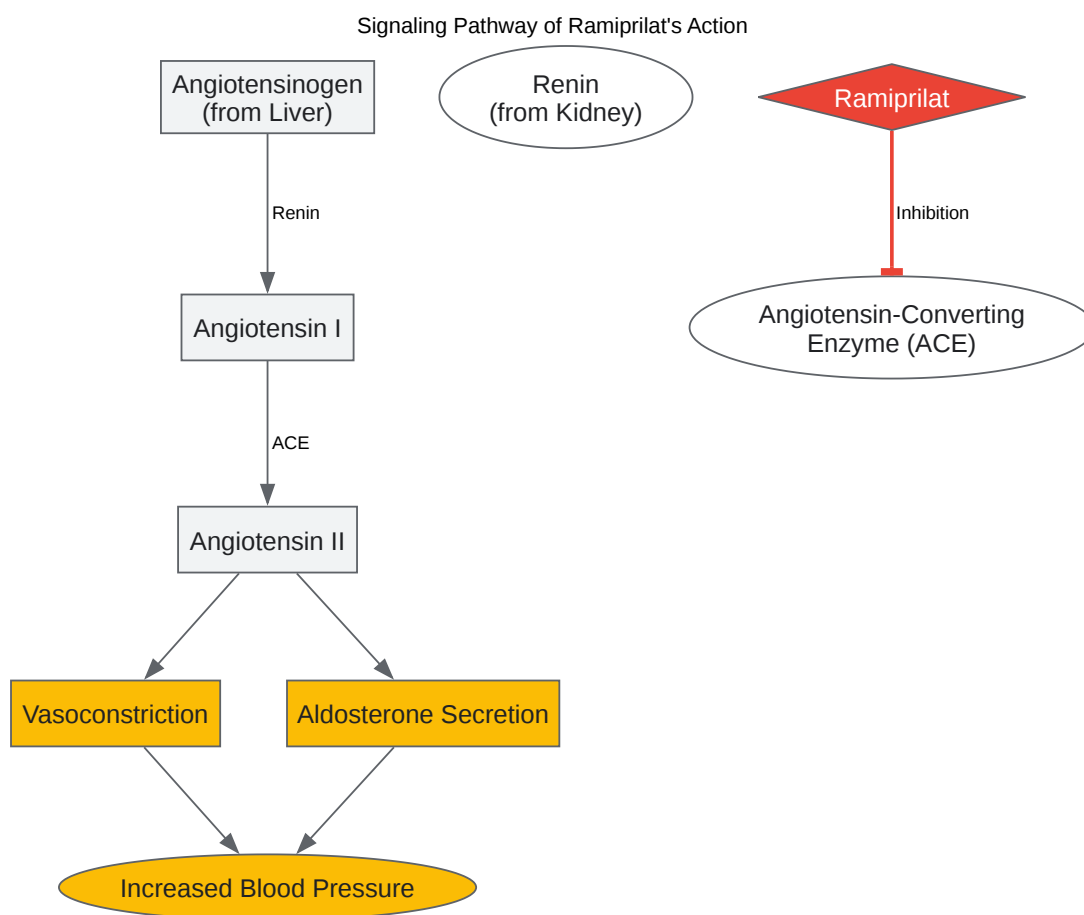 Signaling Pathway of Ramiprilat's Action
Angiotensinogen
(from Liver)
Renin
(from Kidney)
Ramiprilat
Renin
Inhibition
Angiotensin I
Angiotensin-Converting
Enzyme (ACE)
ACE
Angiotensin II
Vasoconstriction
Aldosterone Secretion
Increased Blood Pressure